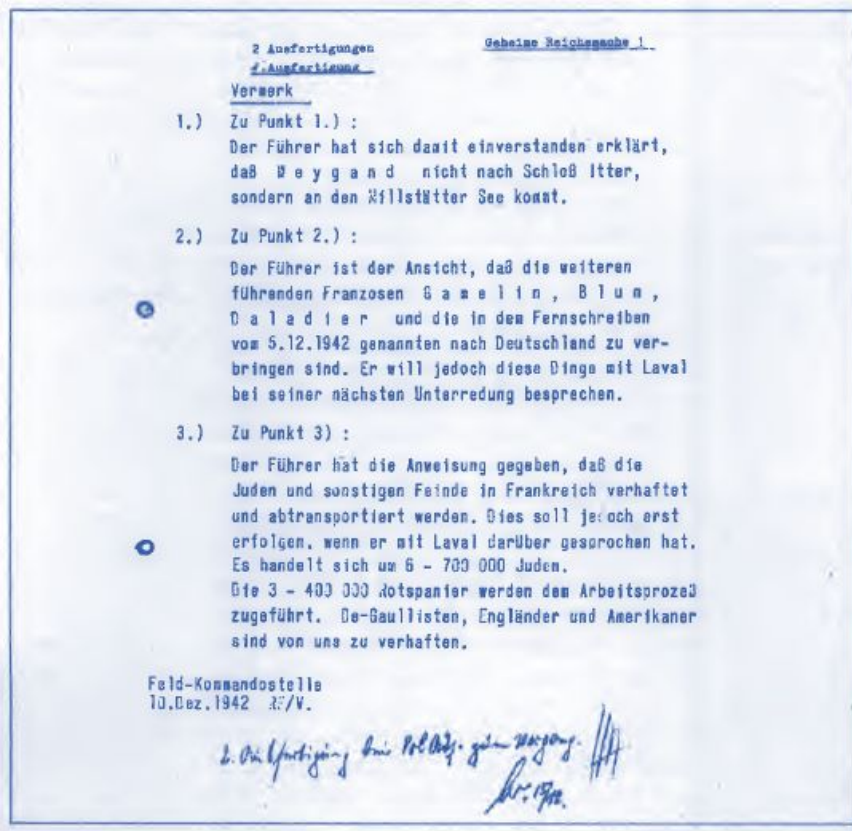 2 Ausfertigungen
Geheime Reichssache !
1.Ausfertigung
Vermerk
1.) Zu Punkt 1.) :
Der Führer hat sich damit einverstanden erklärt,
daß W e y g a n d nicht nach Schloß Itter,
sondern an den Millstätter See kommt.
2.) Zu Punkt 2.) :
Der Führer ist der Ansicht, daß die weiteren
führenden Franzosen G a m e l i n , B l u m ,
D a l a d i e r und die in dem Fernschreiben
vom 5.12.1942 genannten nach Deutschland zu ver-
bringen sind. Er will jedoch diese Dinge mit Laval
bei seiner nächsten Unterredung besprechen.
3.) Zu Punkt 3) :
Der Führer hat die Anweisung gegeben, daß die
Juden und sonstigen Feinde in Frankreich verhaftet
und abtransportiert werden. Dies soll jedoch erst
erfolgen, wenn er mit Laval darüber gesprochen hat.
Es handelt sich um 6 - 700 000 Juden.
Die 3 - 400 000 Rotspanier werden dem Arbeitsprozeß
zugeführt. De-Gaullisten, Engländer und Amerikaner
sind von uns zu verhaften.
Feld-Kommandostelle
10.Dez.1942 RF/V.
2. Ausfertigung zum Vorgang.